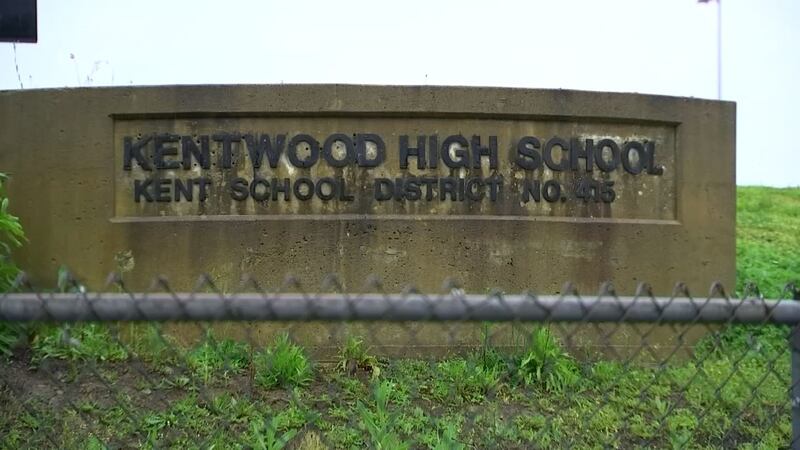 KENTWOOD HIGH SCHOOL
KENT SCHOOL DISTRICT NO. 415